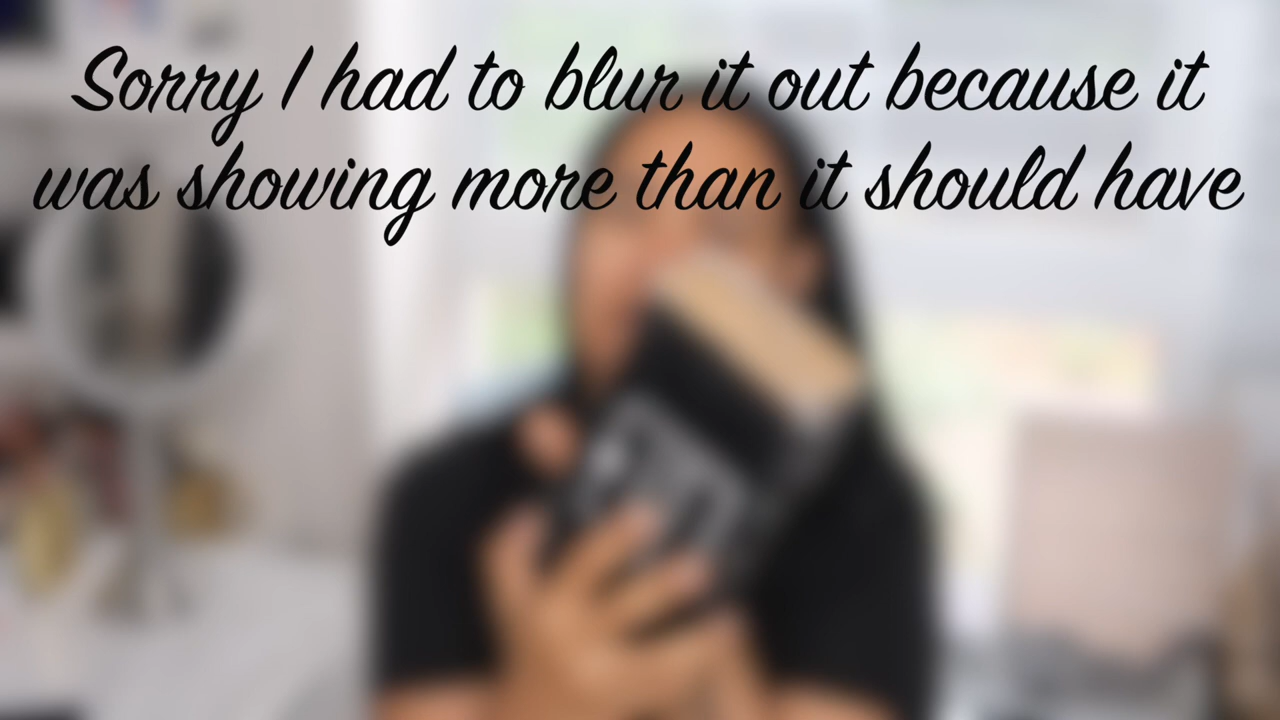 Sorry I had to blur it out because it
was showing more than it should have